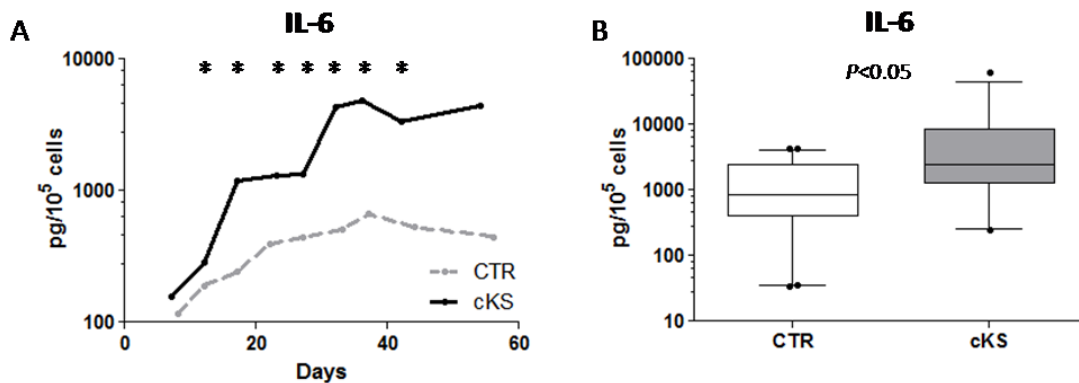 A
IL-6
* * * * * * *
10000
1000
100
pg/10⁵ cells
CTR
cKS
0 20 40 60
Days
B
IL-6
P<0.05
1000000
100000
10000
1000
100
10
pg/10⁵ cells
CTR cKS